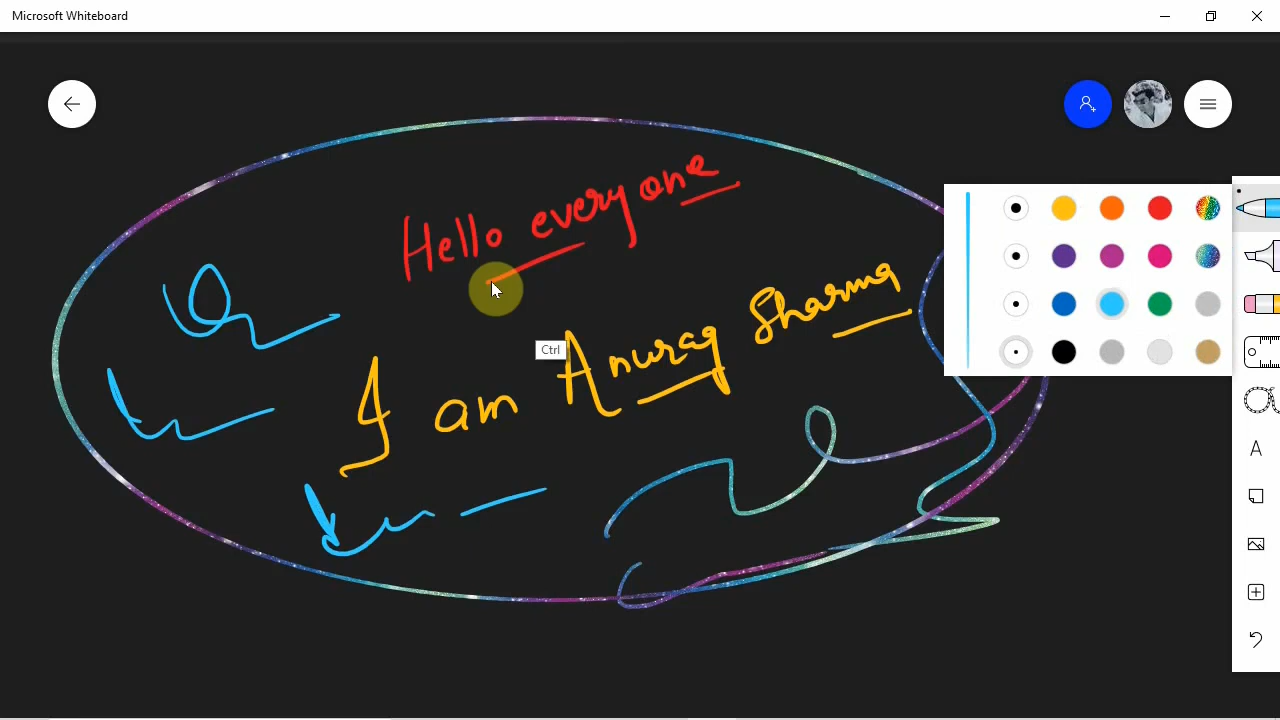 Microsoft Whiteboard
Hello everyone
I am Anurag Sharma
Ctrl
A